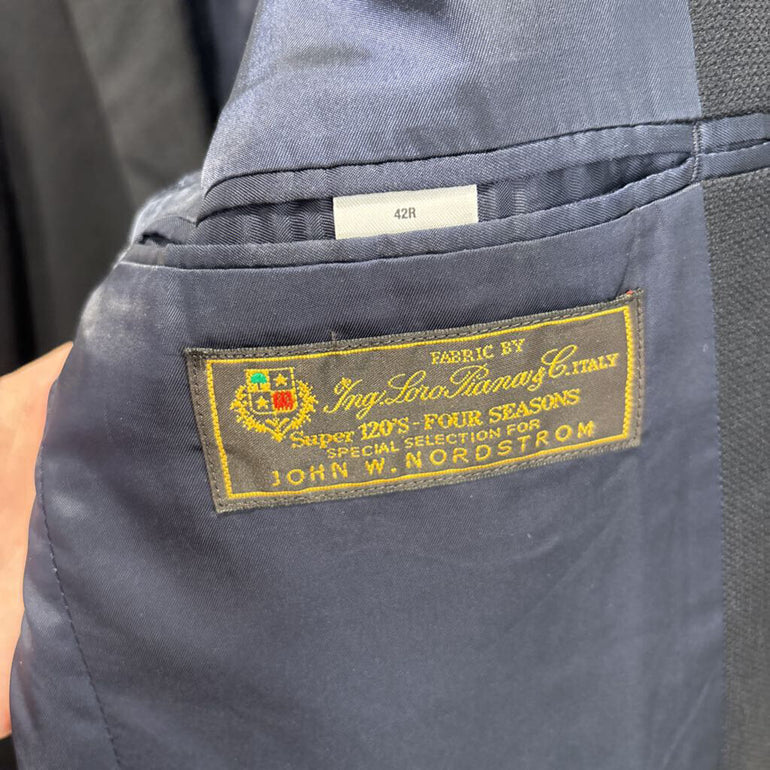 42R
FABRIC BY
Ing. Loro Piana & C. ITALY
Super 120'S - FOUR SEASONS
SPECIAL SELECTION FOR
JOHN W. NORDSTROM